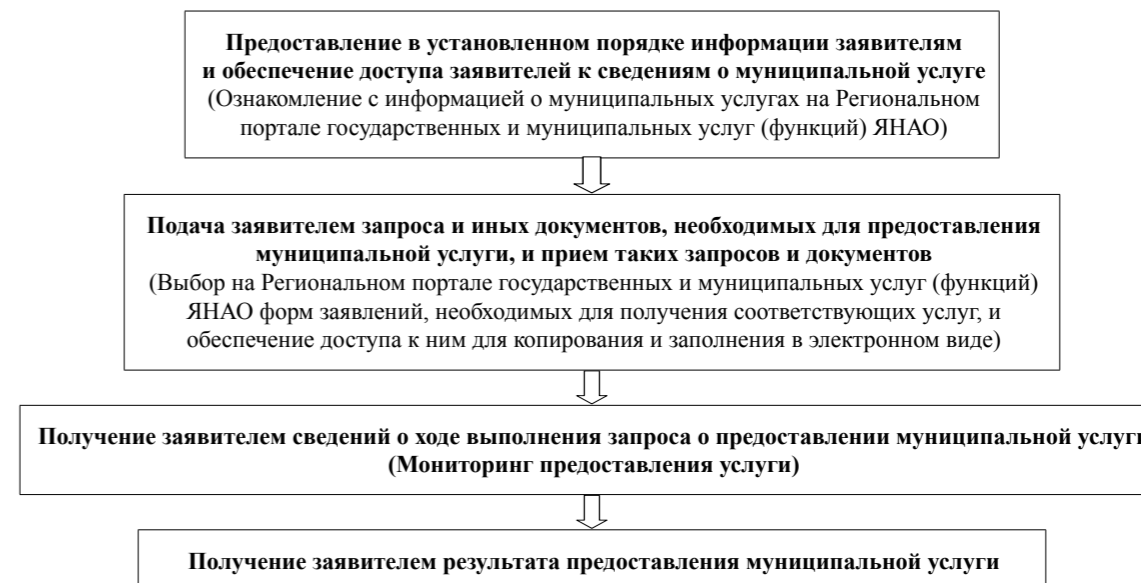 Предоставление в установленном порядке информации заявителям
и обеспечение доступа заявителей к сведениям о муниципальной услуге
(Ознакомление с информацией о муниципальных услугах на Региональном
портале государственных и муниципальных услуг (функций) ЯНАО)
Подача заявителем запроса и иных документов, необходимых для предоставления
муниципальной услуги, и прием таких запросов и документов
(Выбор на Региональном портале государственных и муниципальных услуг (функций)
ЯНАО форм заявлений, необходимых для получения соответствующих услуг, и
обеспечение доступа к ним для копирования и заполнения в электронном виде)
Получение заявителем сведений о ходе выполнения запроса о предоставлении муниципальной услуги
(Мониторинг предоставления услуги)
Получение заявителем результата предоставления муниципальной услуги